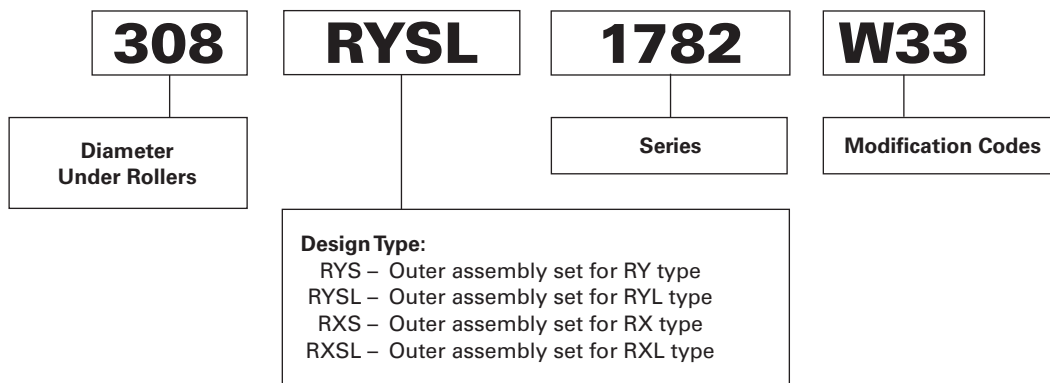 308 RYSL 1782 W33
Diameter
Under Rollers
Series
Modification Codes
Design Type:
RYS – Outer assembly set for RY type
RYSL – Outer assembly set for RYL type
RXS – Outer assembly set for RX type
RXSL – Outer assembly set for RXL type